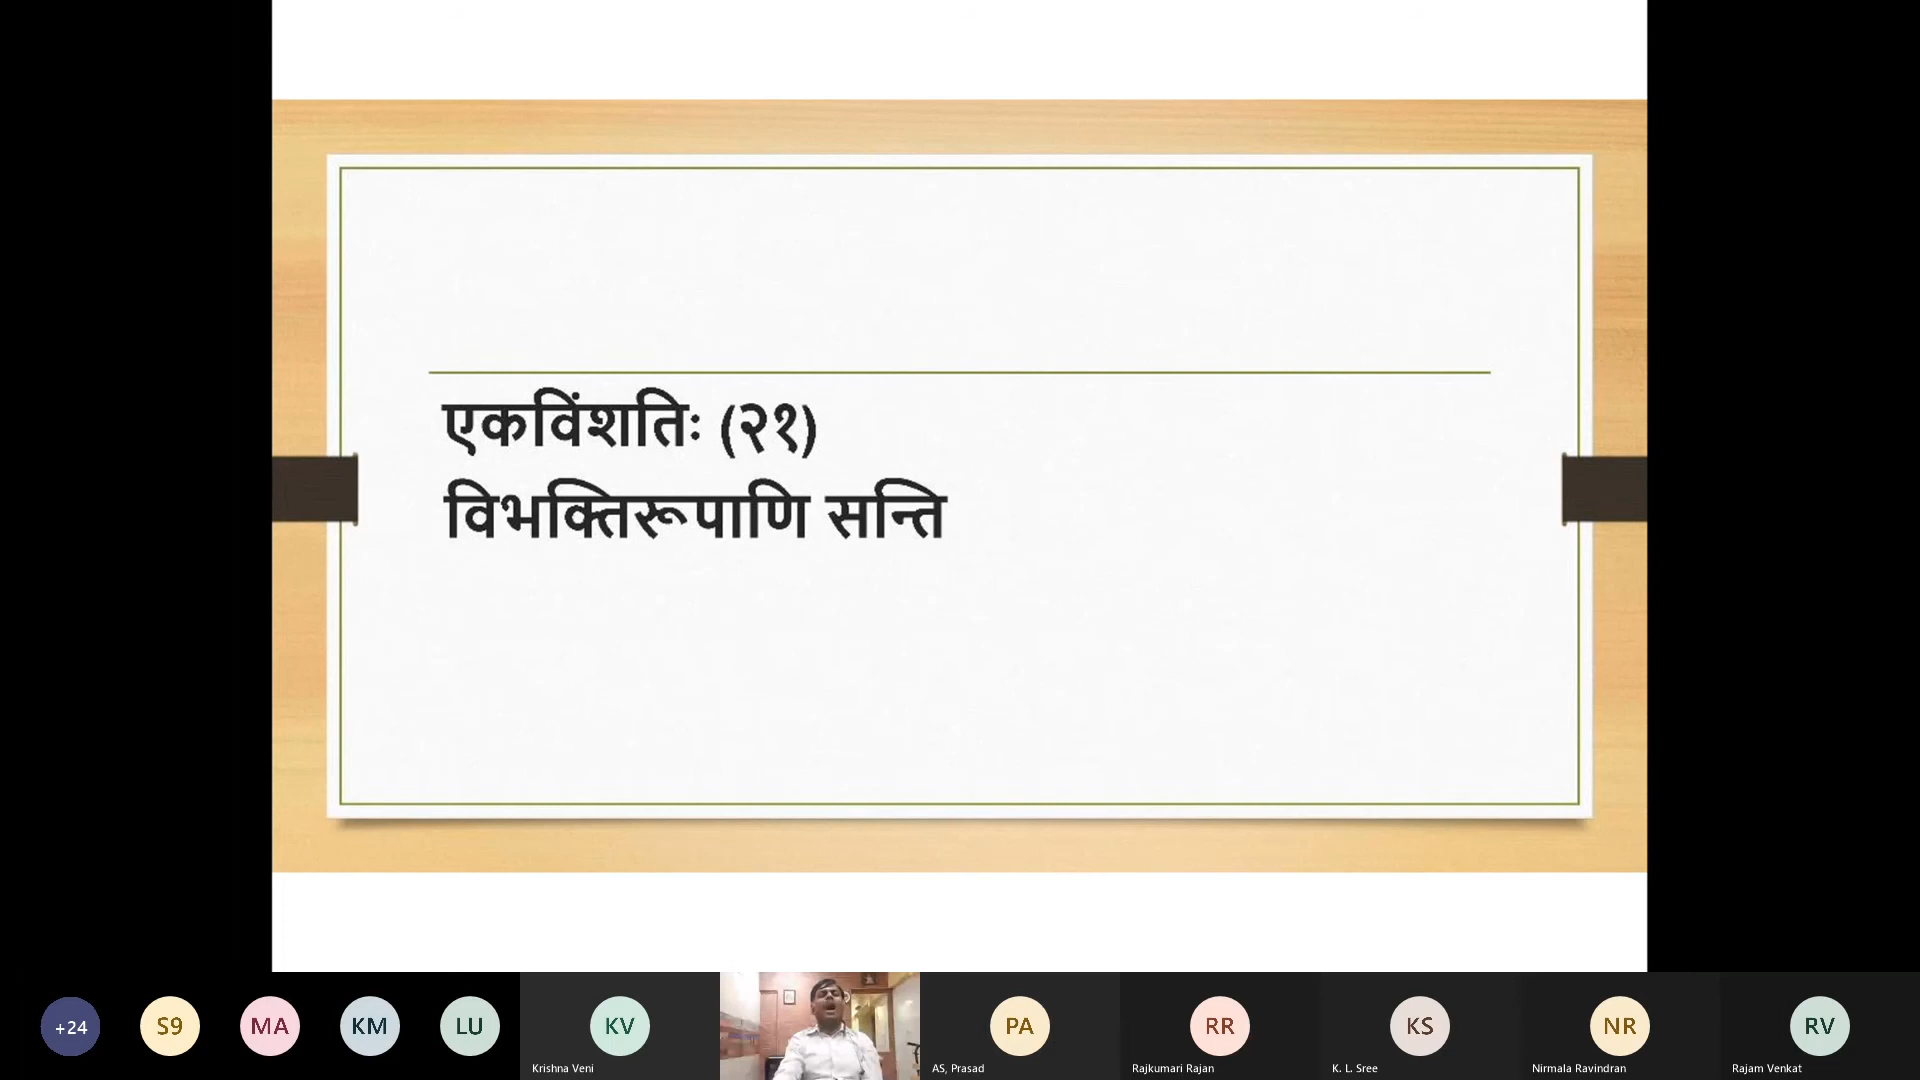 एकविंशतिः (२१)
विभक्तिरूपाणि सन्ति
+24
S9
MA
KM
LU
KV
Krishna Veni
PA
AS, Prasad
RR
Rajkumari Rajan
KS
K. L. Sree
NR
Nirmala Ravindran
RV
Rajam Venkat